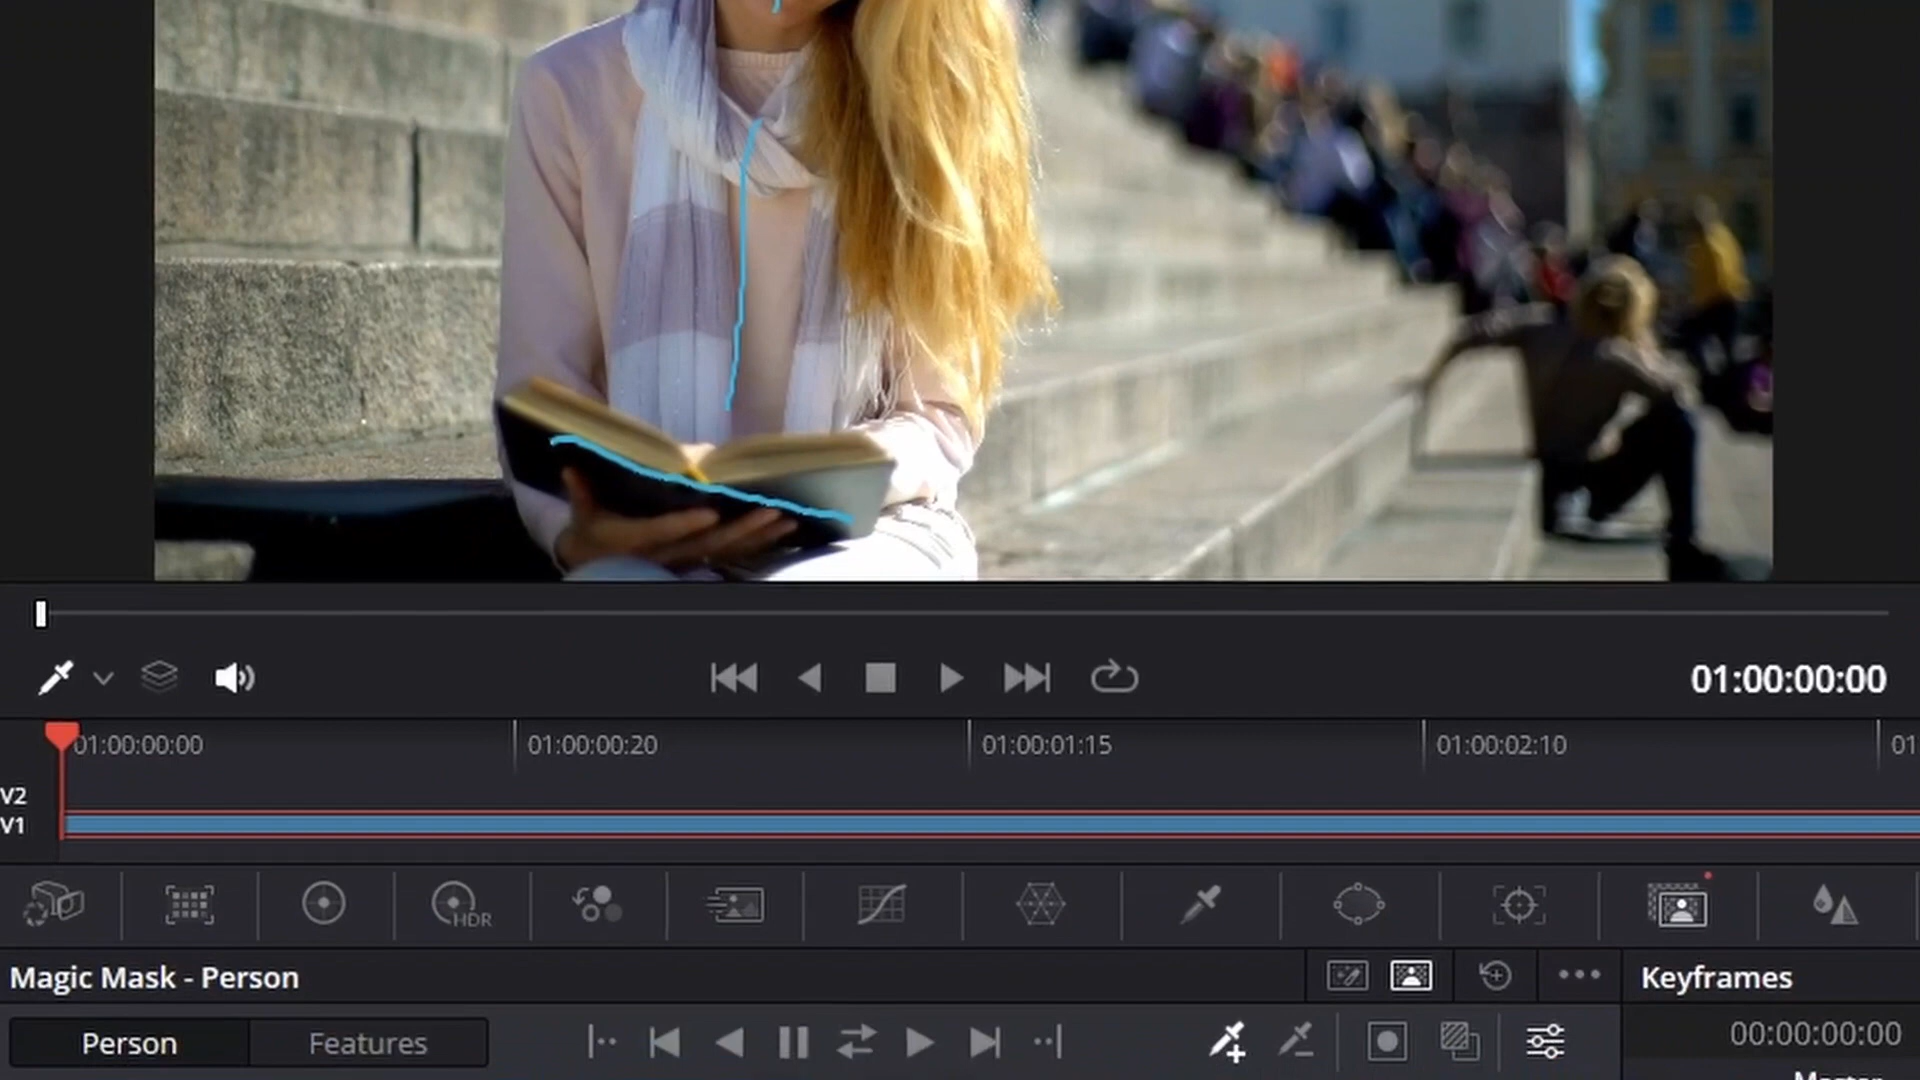 01:00:00:00
01:00:00:00 01:00:00:20 01:00:01:15 01:00:02:10 01
V2
V1
HDR
Magic Mask - Person Keyframes
Person Features 00:00:00:00
Master